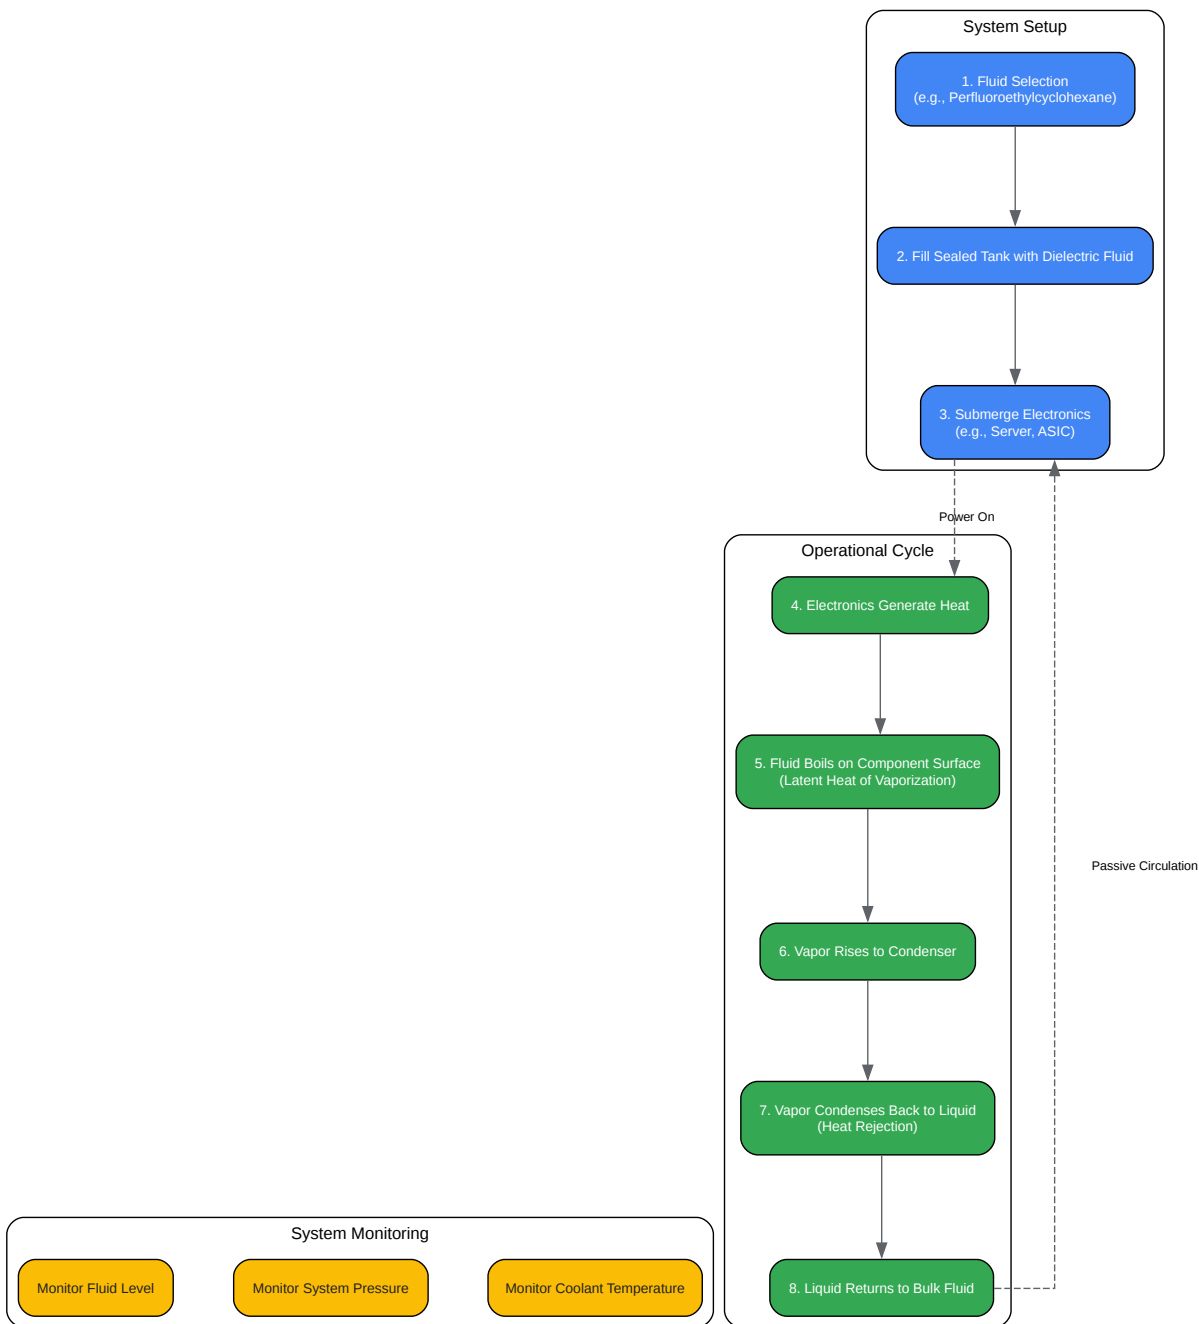 System Setup
1. Fluid Selection
(e.g., Perfluoroethylcyclohexane)
2. Fill Sealed Tank with Dielectric Fluid
3. Submerge Electronics
(e.g., Server, ASIC)
Power On
Operational Cycle
4. Electronics Generate Heat
5. Fluid Boils on Component Surface
(Latent Heat of Vaporization)
Passive Circulation
6. Vapor Rises to Condenser
7. Vapor Condenses Back to Liquid
(Heat Rejection)
8. Liquid Returns to Bulk Fluid
System Monitoring
Monitor Fluid Level
Monitor System Pressure
Monitor Coolant Temperature